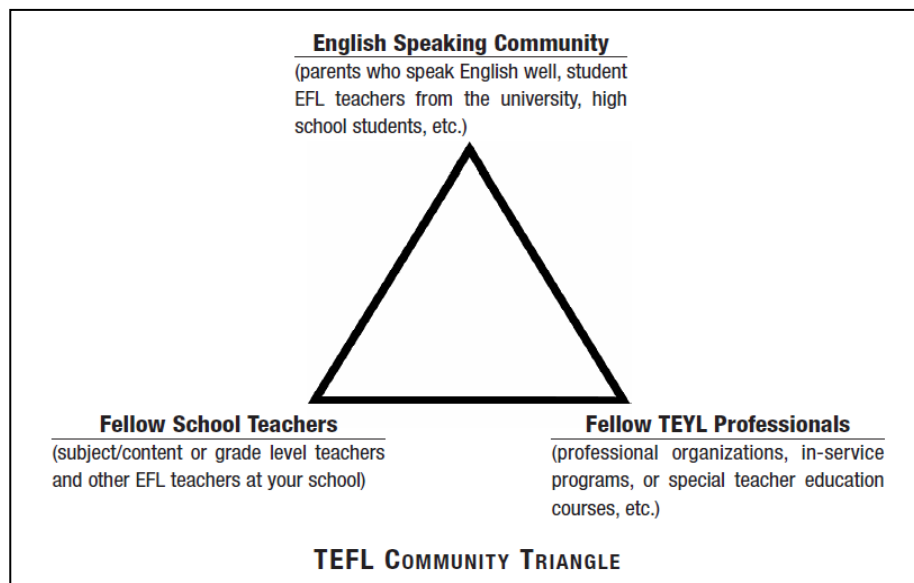 English Speaking Community
(parents who speak English well, student
EFL teachers from the university, high
school students, etc.)
Fellow School Teachers
(subject/content or grade level teachers
and other EFL teachers at your school)
Fellow TEYL Professionals
(professional organizations, in-service
programs, or special teacher education
courses, etc.)
TEFL COMMUNITY TRIANGLE